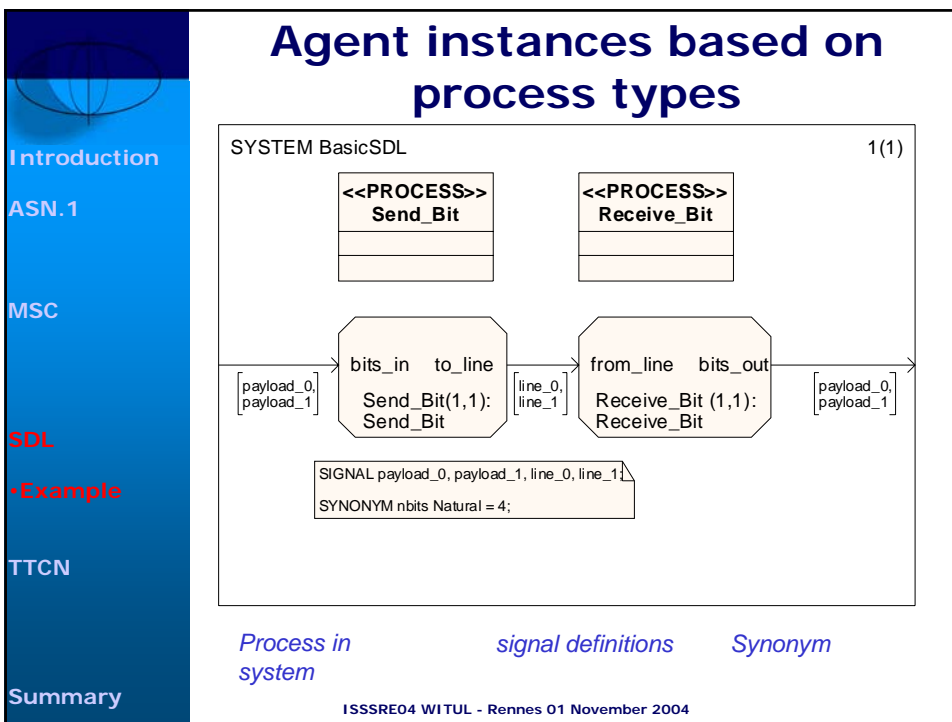 Agent instances based on
process types
Introduction
ASN.1
MSC
SDL
•Example
TTCN
Summary
SYSTEM BasicSDL 1(1)
<<PROCESS>>
Send_Bit
<<PROCESS>>
Receive_Bit
[payload_0,
payload_1]
bits_in to_line
Send_Bit(1,1):
Send_Bit
[line_0,
line_1]
from_line bits_out
Receive_Bit (1,1):
Receive_Bit
[payload_0,
payload_1]
SIGNAL payload_0, payload_1, line_0, line_1;
SYNONYM nbits Natural = 4;
Process in
system
signal definitions
Synonym
ISSSRE04 WITUL - Rennes 01 November 2004